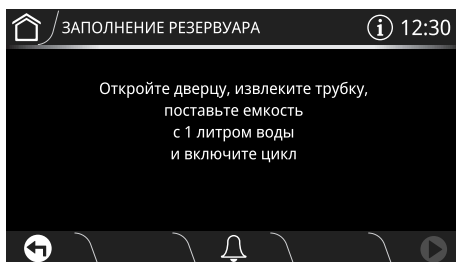 ЗАПОЛНЕНИЕ РЕЗЕРВУАРА
i 12:30
Откройте дверцу, извлеките трубку,
поставьте емкость
с 1 литром воды
и включите цикл